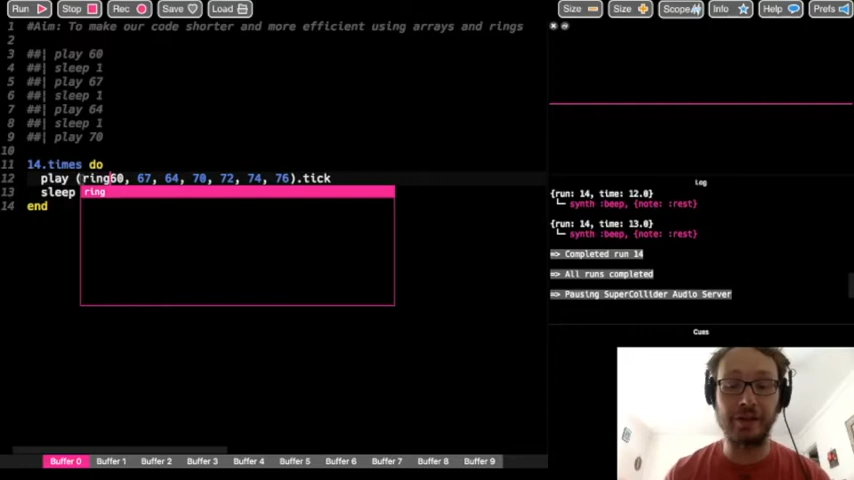 Run Stop Rec Save Load Size Size Scope Info Help Prefs
1 #Aim: To make our code shorter and more efficient using arrays and rings
2
3 ##| play 60
4 ##| sleep 1
5 ##| play 67
6 ##| sleep 1
7 ##| play 64
8 ##| sleep 1
9 ##| play 70
10
11 14.times do
12 play (ring60, 67, 64, 70, 72, 74, 76).tick
13 sleep
ring
14 end
Log
{run: 14, time: 12.0}
synth :beep, {note: :rest}
{run: 14, time: 13.0}
synth :beep, {note: :rest}
=> Completed run 14
=> All runs completed
=> Pausing SuperCollider Audio Server
Cues
Buffer 0 Buffer 1 Buffer 2 Buffer 3 Buffer 4 Buffer 5 Buffer 6 Buffer 7 Buffer 8 Buffer 9